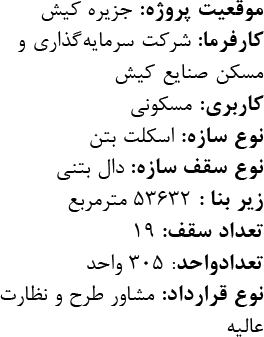 موقعیت پروژه: جزیره کیش
کارفرما: شرکت سرمایه‌گذاری و
مسکن صنایع کیش
کاربری: مسکونی
نوع سازه: اسکلت بتن
نوع سقف سازه: دال بتنی
زیر بنا : ۵۳۶۳۲ مترمربع
تعداد سقف: ۱۹
تعدادواحد: ۳۰۵ واحد
نوع قرارداد: مشاور طرح و نظارت
عالیه